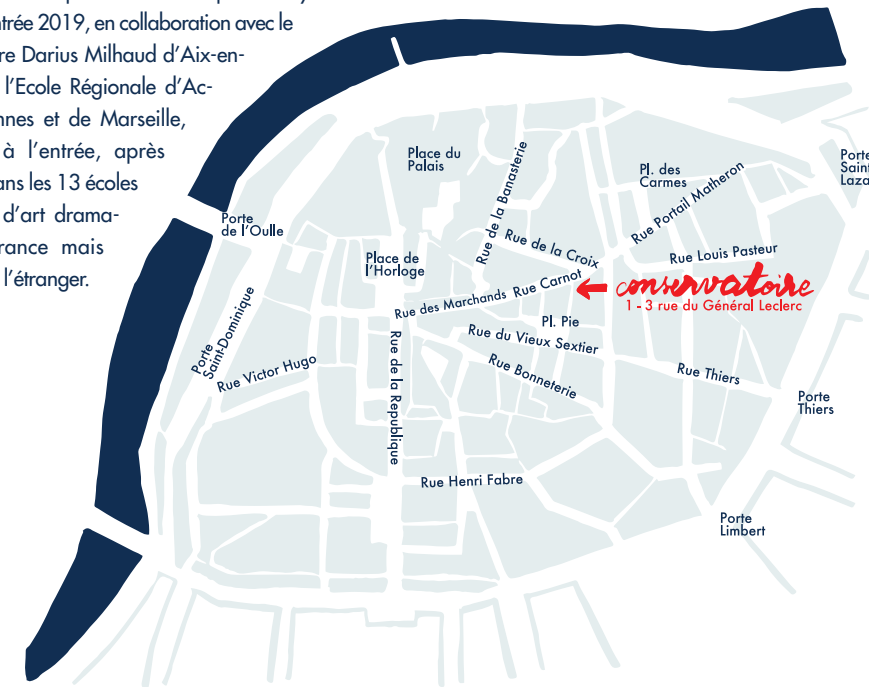 ntrée 2019, en collaboration avec le
re Darius Milhaud d'Aix-en-
l'Ecole Régionale d'Ac-
nnes et de Marseille,
à l'entrée, après
ans les 13 écoles
d'art drama-
rance mais
l'étranger.
Place du
Palais
Rue de la Banasterie
Pl. des
Carmes
Rue Portail Matheron
Porte
Saint
Laza
Porte
de l'Oulle
Place de
l'Horloge
Rue de la Croix
Rue Louis Pasteur
Rue des Marchands
Rue Carnot
conservatoire
1 - 3 rue du Général Leclerc
Porte
Saint-Dominique
Rue Victor Hugo
Rue de la Republique
Pl. Pie
Rue du Vieux Sextier
Rue Bonneterie
Rue Thiers
Porte
Thiers
Rue Henri Fabre
Porte
Limbert